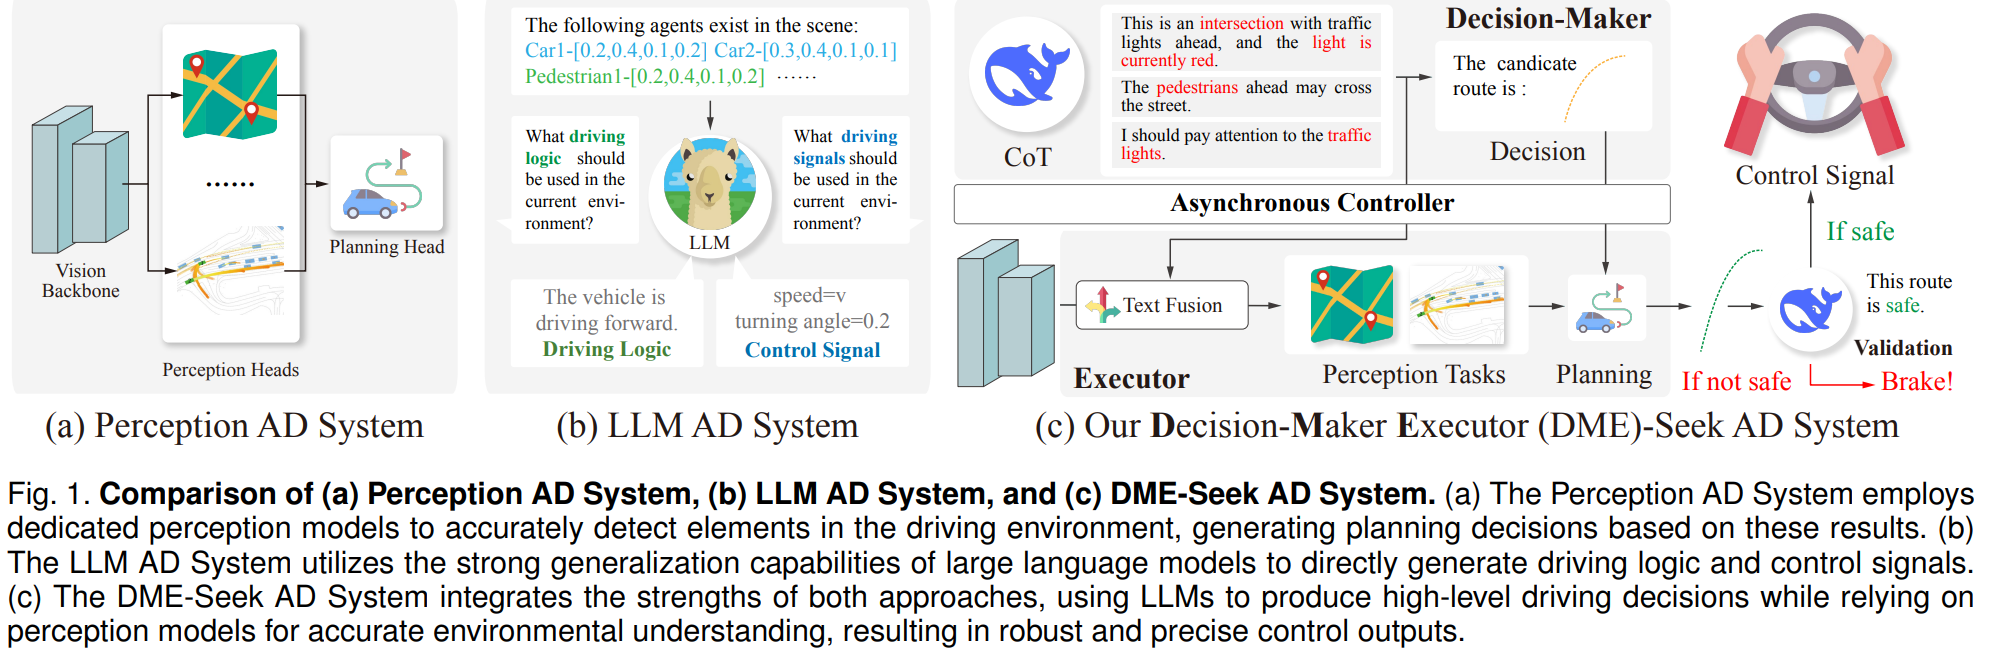 Vision
Backbone
......
Planning Head
Perception Heads
(a) Perception AD System
The following agents exist in the scene:
Car1-[0.2,0.4,0.1,0.2] Car2-[0.3,0.4,0.1,0.1]
Pedestrian1-[0.2,0.4,0.1,0.2] ······
What driving
logic should
be used in the
current envi-
ronment?
LLM
What driving
signals should
be used in the
current envi-
ronment?
The vehicle is
driving forward.
Driving Logic
speed=v
turning angle=0.2
Control Signal
(b) LLM AD System
CoT
This is an intersection with traffic
lights ahead, and the light is
currently red.
The pedestrians ahead may cross
the street.
I should pay attention to the traffic
lights.
Decision-Maker
The candicate
route is :
Decision
Control Signal
Asynchronous Controller
Text Fusion
Executor
Perception Tasks
Planning
If safe
This route
is safe.
Validation
If not safe
Brake!
(c) Our Decision-Maker Executor (DME)-Seek AD System
Fig. 1. Comparison of (a) Perception AD System, (b) LLM AD System, and (c) DME-Seek AD System. (a) The Perception AD System employs
dedicated perception models to accurately detect elements in the driving environment, generating planning decisions based on these results. (b)
The LLM AD System utilizes the strong generalization capabilities of large language models to directly generate driving logic and control signals.
(c) The DME-Seek AD System integrates the strengths of both approaches, using LLMs to produce high-level driving decisions while relying on
perception models for accurate environmental understanding, resulting in robust and precise control outputs.